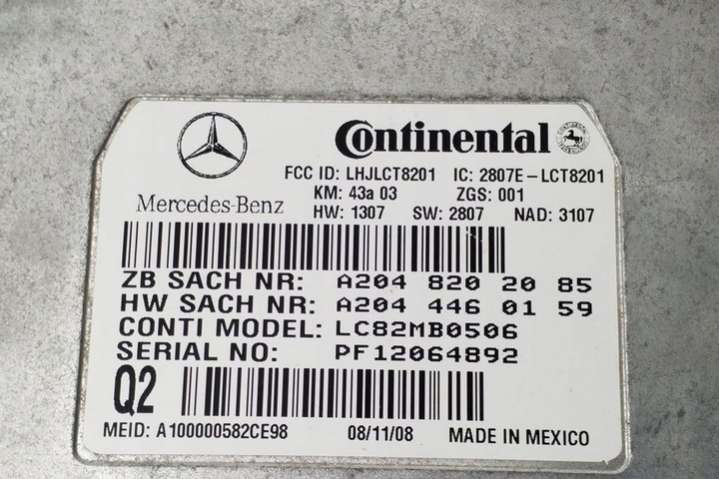 Continental
FCC ID: LHJLCT8201 IC: 2807E-LCT8201
KM: 43a 03 ZGS: 001
Mercedes-Benz
HW: 1307 SW: 2807 NAD: 3107
ZB SACH NR: A204 820 20 85
HW SACH NR: A204 446 01 59
CONTI MODEL: LC82MB0506
SERIAL NO: PF12064892
Q2
MEID: A100000582CE98 08/11/08 MADE IN MEXICO